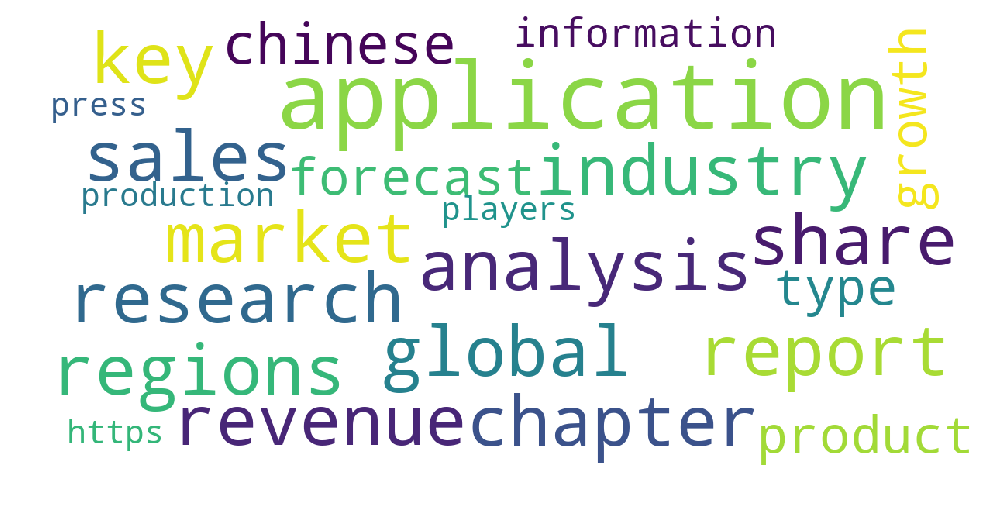 information
chinese
key
growth
application
press
sales
forecast
industry
production
players
market
share
analysis
type
research
global
report
regions
revenue
chapter
product
https